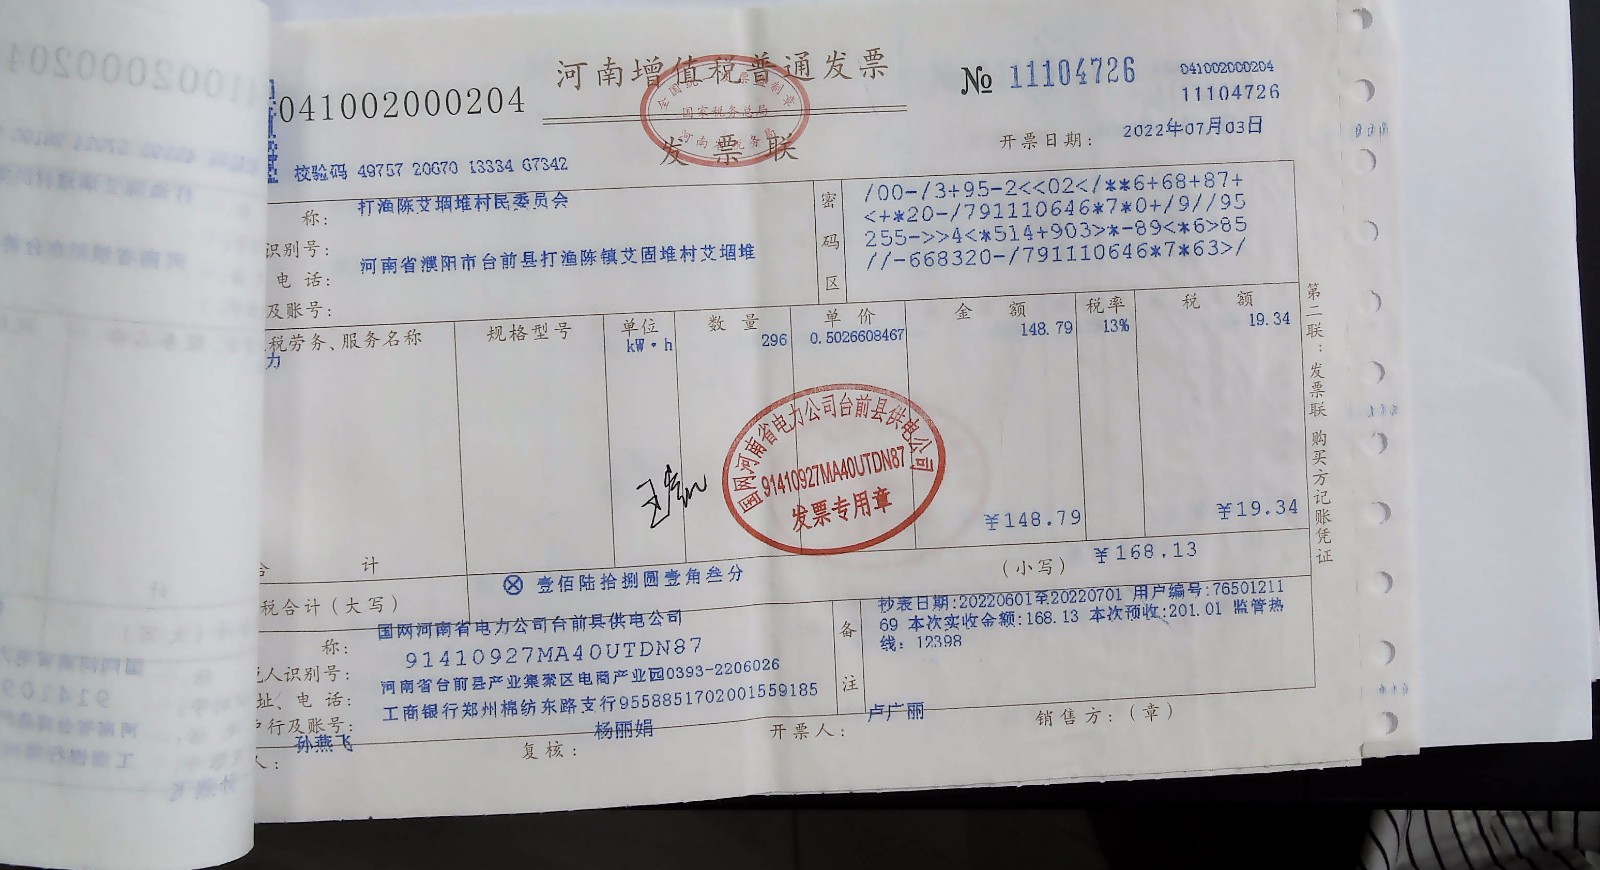 河南增值税普通发票
发票联
041002000204
№ 11104726
041002000204
11104726
开票日期: 2022年07月03日
校验码 49757 20670 13334 67342
称: 打渔陈艾堌堆村民委员会
识别号:
电话: 河南省濮阳市台前县打渔陈镇艾固堆村艾堌堆
及账号:
密码区
/00-/3+95-2<<02</**6+68+87+
<+*20-/791110646*7*0+/9//95
255->>4<*514+903>*-89<*6>85
//-668320-/791110646*7*63>/
税劳务、服务名称 规格型号 单位 数量 单价 金额 税率 税额
力 kW·h 296 0.5026608467 148.79 13% 19.34
国网河南省电力公司台前县供电公司
91410927MA40UTDN87
发票专用章
合计 ¥148.79 ¥19.34
税合计(大写) ⊗ 壹佰陆拾捌圆壹角叁分 (小写) ¥168.13
称: 国网河南省电力公司台前县供电公司
人识别号: 91410927MA40UTDN87
址、电话: 河南省台前县产业集聚区电商产业园0393-2206026
户行及账号: 工商银行郑州棉纺东路支行9558851702001559185
备注
抄表日期:20220601至20220701 用户编号:76501211
69 本次实收金额:168.13 本次预收:201.01 监管热
线: 12398
人: 孙燕飞 复核: 杨丽娟 开票人: 卢广丽 销售方:(章)
第二联:发票联 购买方记账凭证